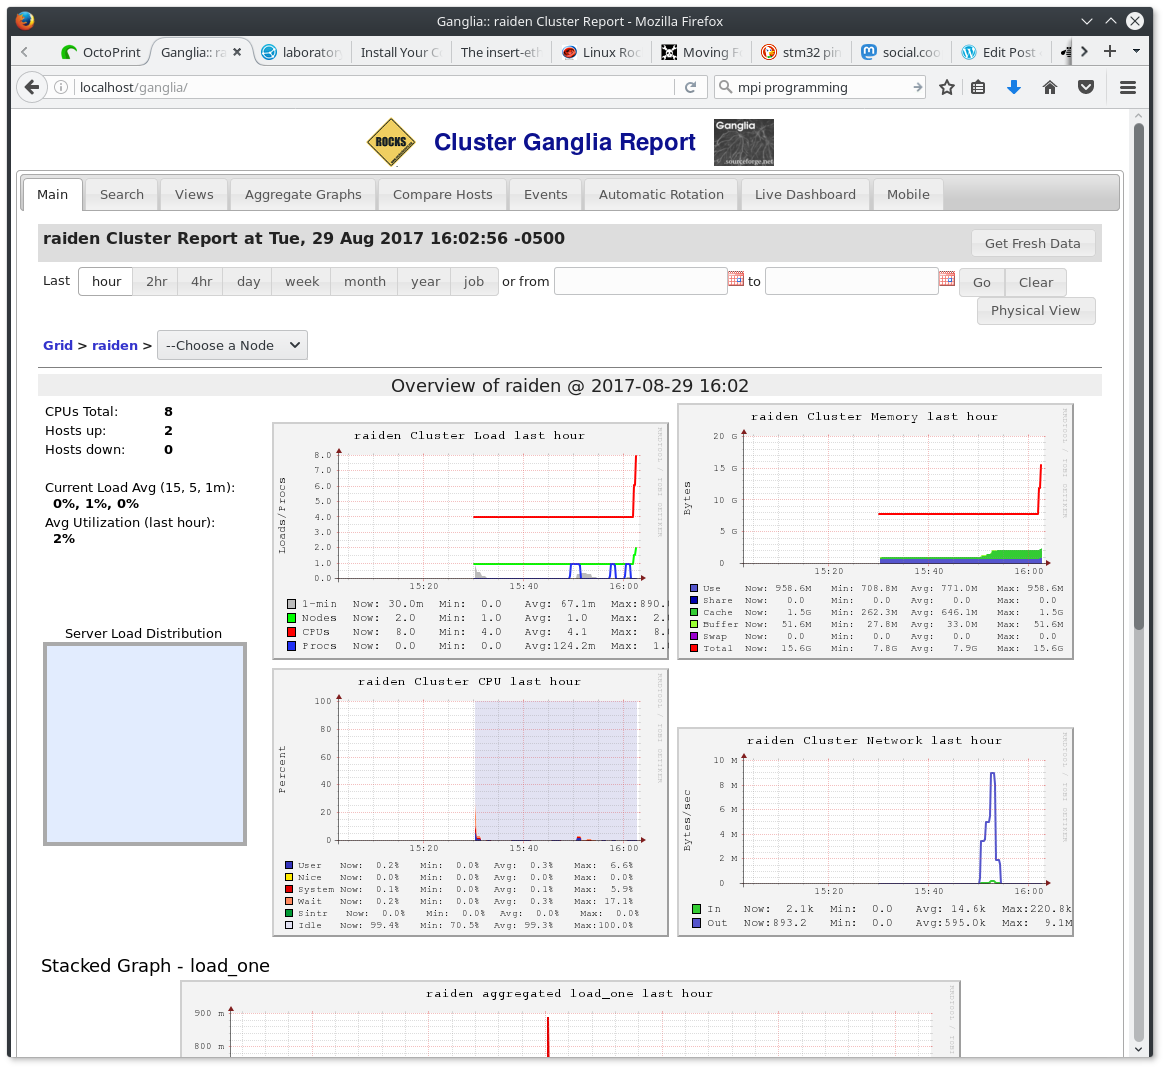 Ganglia:: raiden Cluster Report - Mozilla Firefox
OctoPrint Ganglia:: ra laborator Install Your C The insert-eth Linux Roc Moving F stm32 pin social.coo Edit Post
localhost/ganglia/ mpi programming
ROCKS Cluster Ganglia Report Ganglia
sourceforge.net
Main Search Views Aggregate Graphs Compare Hosts Events Automatic Rotation Live Dashboard Mobile
raiden Cluster Report at Tue, 29 Aug 2017 16:02:56 -0500 Get Fresh Data
Last hour 2hr 4hr day week month year job or from to Go Clear
Physical View
Grid > raiden > --Choose a Node
Overview of raiden @ 2017-08-29 16:02
CPUs Total: 8
Hosts up: 2
Hosts down: 0
Current Load Avg (15, 5, 1m):
0%, 1%, 0%
Avg Utilization (last hour):
2%
Server Load Distribution
raiden Cluster Load last hour
RRDTOOL / TOBI OETIKER
Loads/Procs
8.0
7.0
6.0
5.0
4.0
3.0
2.0
1.0
0.0
15:20 15:40 16:00
1-min Now: 30.0m Min: 0.0 Avg: 67.1m Max:890.
Nodes Now: 2.0 Min: 1.0 Avg: 1.0 Max: 2.
CPUs Now: 8.0 Min: 4.0 Avg: 4.1 Max: 8.
Procs Now: 0.0 Min: 0.0 Avg:124.2m Max: 1.
raiden Cluster Memory last hour
RRDTOOL / TOBI OETIKER
Bytes
20 G
15 G
10 G
5 G
0
15:20 15:40 16:00
Use Now: 958.6M Min: 708.8M Avg: 771.0M Max: 958.6M
Share Now: 0.0 Min: 0.0 Avg: 0.0 Max: 0.0
Cache Now: 1.5G Min: 262.3M Avg: 646.1M Max: 1.5G
Buffer Now: 51.6M Min: 27.8M Avg: 33.0M Max: 51.6M
Swap Now: 0.0 Min: 0.0 Avg: 0.0 Max: 0.0
Total Now: 15.6G Min: 7.8G Avg: 7.9G Max: 15.6G
raiden Cluster CPU last hour
RRDTOOL / TOBI OETIKER
Percent
100
80
60
40
20
0
15:20 15:40 16:00
User Now: 0.2% Min: 0.0% Avg: 0.3% Max: 6.6%
Nice Now: 0.0% Min: 0.0% Avg: 0.0% Max: 0.0%
System Now: 0.1% Min: 0.0% Avg: 0.1% Max: 5.9%
Wait Now: 0.2% Min: 0.0% Avg: 0.3% Max: 17.1%
Sintr Now: 0.0% Min: 0.0% Avg: 0.0% Max: 0.0%
Idle Now: 99.4% Min: 70.5% Avg: 99.3% Max:100.0%
raiden Cluster Network last hour
RRDTOOL / TOBI OETIKER
Bytes/sec
10 M
8 M
6 M
4 M
2 M
0
15:20 15:40 16:00
In Now: 2.1k Min: 0.0 Avg: 14.6k Max:220.8k
Out Now:893.2 Min: 0.0 Avg:595.0k Max: 9.1M
Stacked Graph - load_one
raiden aggregated load_one last hour
900 m
800 m